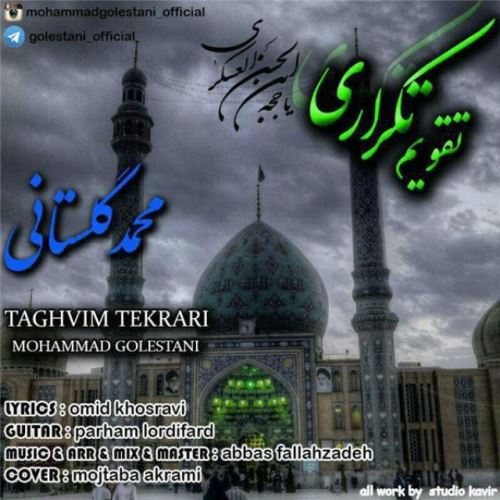 mohammadgolestani_official
golestani_official
یا حجة ابن الحسن العسکری
تقویم تکراری
محمد گلستانی
TAGHVIM TEKRARI
MOHAMMAD GOLESTANI
LYRICS : omid khosravi
GUITAR : parham lordifard
MUSIC & ARR & MIX & MASTER : abbas fallahzadeh
COVER : mojtaba akrami
all work by studio kavir